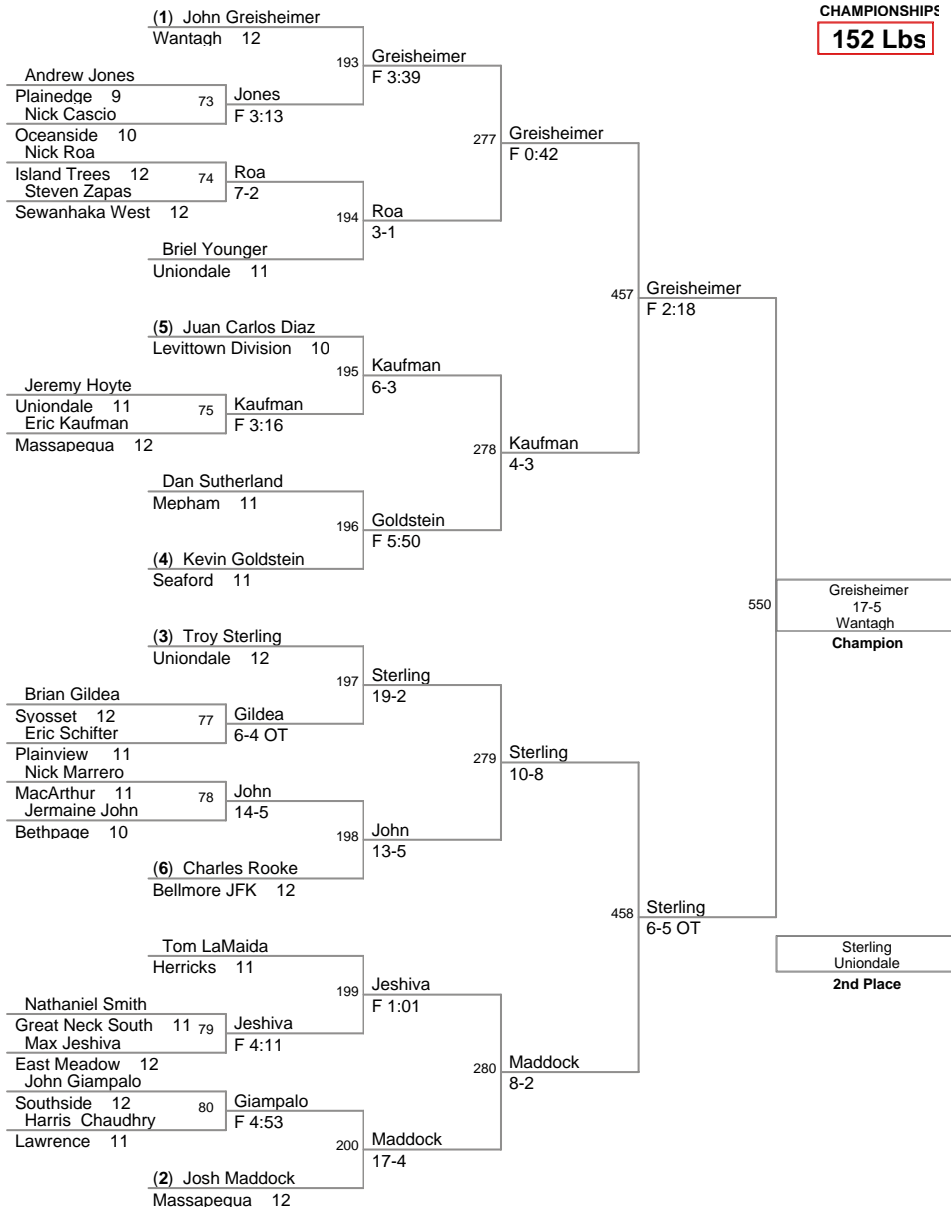 CHAMPIONSHIPS
152 Lbs
(1) John Greisheimer
Wantagh 12
193
Greisheimer
F 3:39
Andrew Jones
Plainedge 9
73
Jones
F 3:13
Nick Cascio
Oceanside 10
277
Greisheimer
F 0:42
Nick Roa
Island Trees 12
74
Roa
7-2
Steven Zapas
Sewanhaka West 12
194
Roa
3-1
Briel Younger
Uniondale 11
457
Greisheimer
F 2:18
(5) Juan Carlos Diaz
Levittown Division 10
195
Kaufman
6-3
Jeremy Hoyte
Uniondale 11
75
Kaufman
F 3:16
Eric Kaufman
Massapequa 12
278
Kaufman
4-3
Dan Sutherland
Mepham 11
196
Goldstein
F 5:50
(4) Kevin Goldstein
Seaford 11
550
Greisheimer
17-5
Wantagh
Champion
(3) Troy Sterling
Uniondale 12
197
Sterling
19-2
Brian Gildea
Syosset 12
77
Gildea
6-4 OT
Eric Schifter
Plainview 11
279
Sterling
10-8
Nick Marrero
MacArthur 11
78
John
14-5
Jermaine John
Bethpage 10
198
John
13-5
(6) Charles Rooke
Bellmore JFK 12
458
Sterling
6-5 OT
Sterling
Uniondale
2nd Place
Tom LaMaida
Herricks 11
199
Jeshiva
F 1:01
Nathaniel Smith
Great Neck South 11
79
Jeshiva
F 4:11
Max Jeshiva
East Meadow 12
280
Maddock
8-2
John Giampalo
Southside 12
80
Giampalo
F 4:53
Harris Chaudhry
Lawrence 11
200
Maddock
17-4
(2) Josh Maddock
Massapequa 12